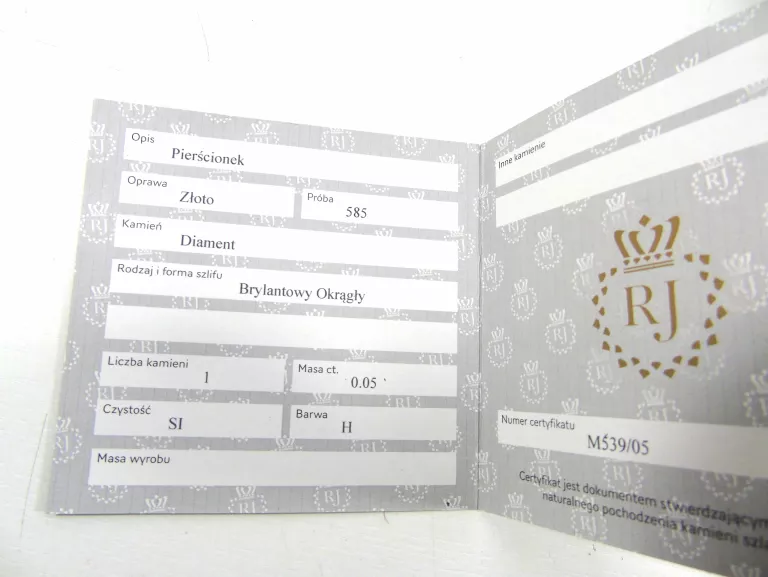 Opis
Pierścionek
Oprawa
Złoto
Próba
585
Kamień
Diament
Rodzaj i forma szlifu
Brylantowy Okrągły
Liczba kamieni
1
Masa ct.
0.05
Czystość
SI
Barwa
H
Masa wyrobu
Inne kamienie
RJ
Numer certyfikatu
MŚ39/05
Certyfikat jest dokumentem stwierdzającym
naturalnego pochodzenia kamieni